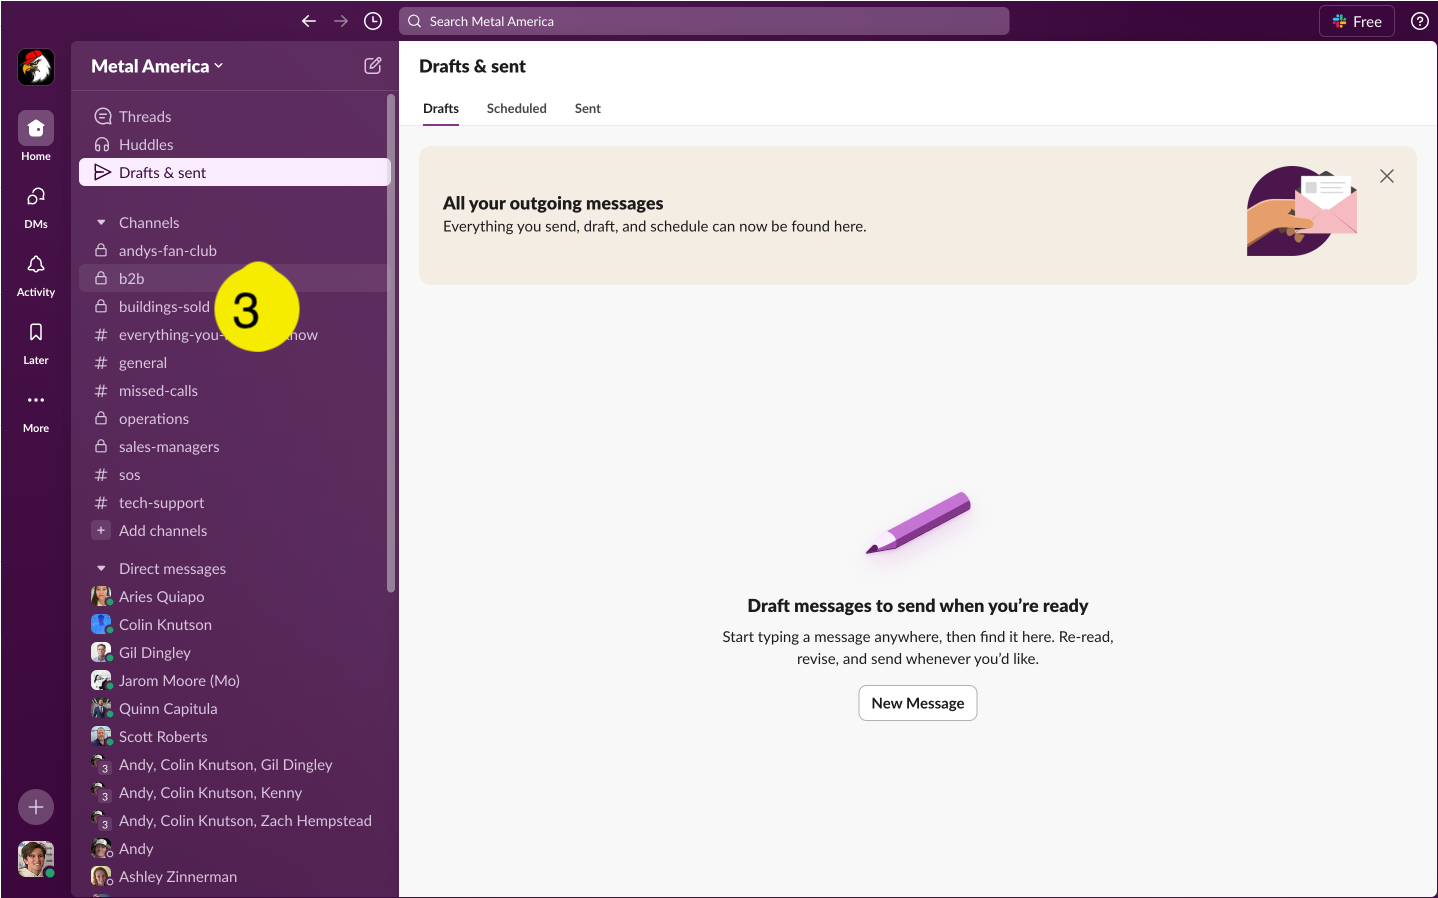 Search Metal America
Free
Metal America
Home
DMs
Activity
Later
More
Threads
Huddles
Drafts & sent
Channels
andys-fan-club
b2b
buildings-sold
3
everything-you-
general
missed-calls
operations
sales-managers
sos
tech-support
Add channels
Direct messages
Aries Quiapo
Colin Knutson
Gil Dingley
Jarom Moore (Mo)
Quinn Capitula
Scott Roberts
3 Andy, Colin Knutson, Gil Dingley
3 Andy, Colin Knutson, Kenny
3 Andy, Colin Knutson, Zach Hempstead
Andy
Ashley Zinnerman
Drafts & sent
Drafts Scheduled Sent
All your outgoing messages
Everything you send, draft, and schedule can now be found here.
Draft messages to send when you’re ready
Start typing a message anywhere, then find it here. Re-read,
revise, and send whenever you’d like.
New Message